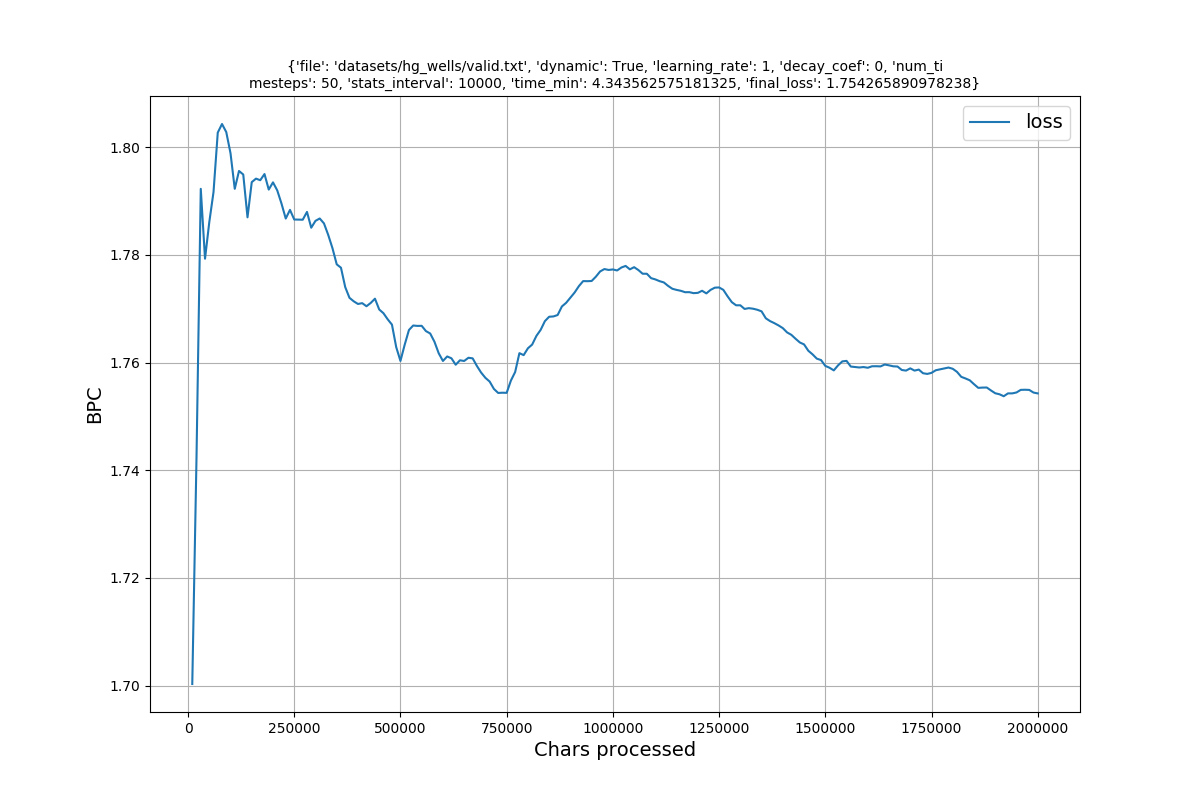 {'file': 'datasets/hg_wells/valid.txt', 'dynamic': True, 'learning_rate': 1, 'decay_coef': 0, 'num_ti
mesteps': 50, 'stats_interval': 10000, 'time_min': 4.343562575181325, 'final_loss': 1.754265890978238}
loss
1.80
1.78
1.76
1.74
1.72
1.70
BPC
0 250000 500000 750000 1000000 1250000 1500000 1750000 2000000
Chars processed